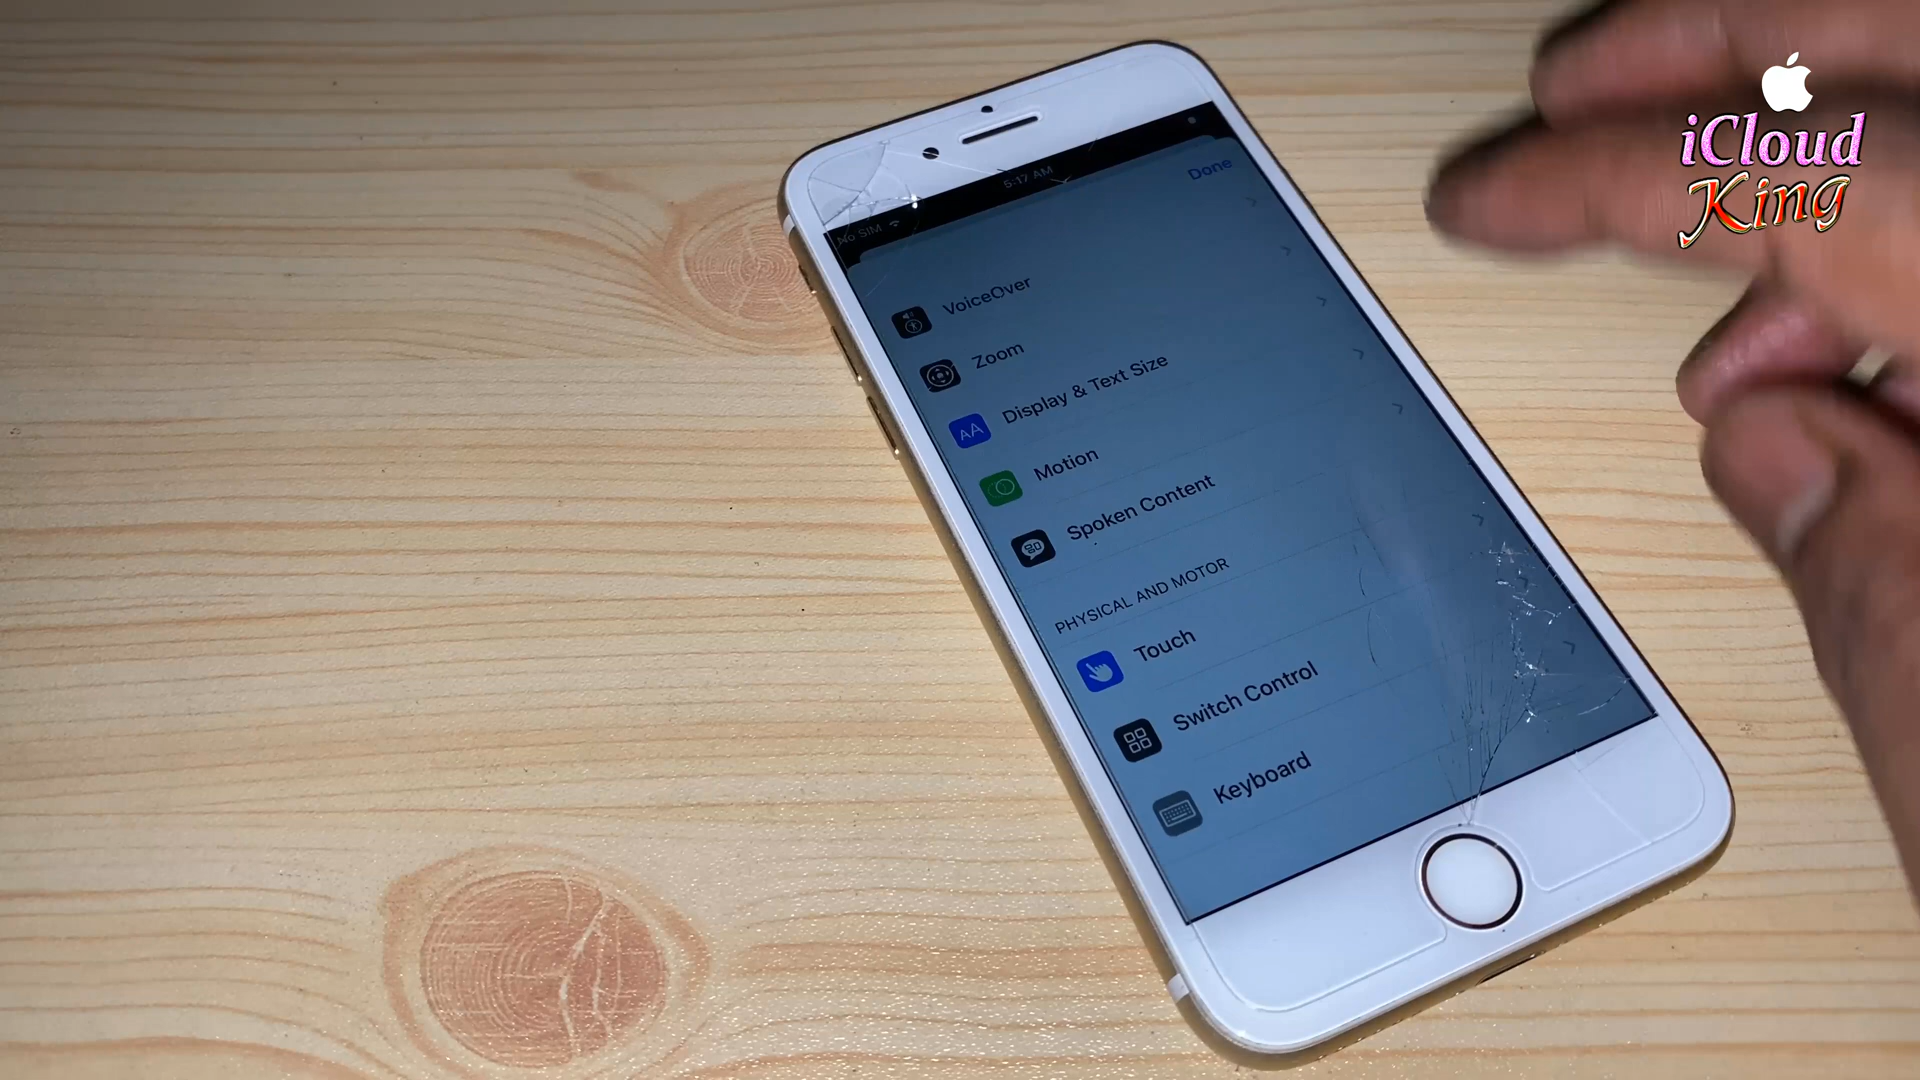 iCloud
King
5:17 AM
Done
No SIM
VoiceOver
Zoom
AA
Display & Text Size
Motion
Spoken Content
PHYSICAL AND MOTOR
Touch
Switch Control
Keyboard